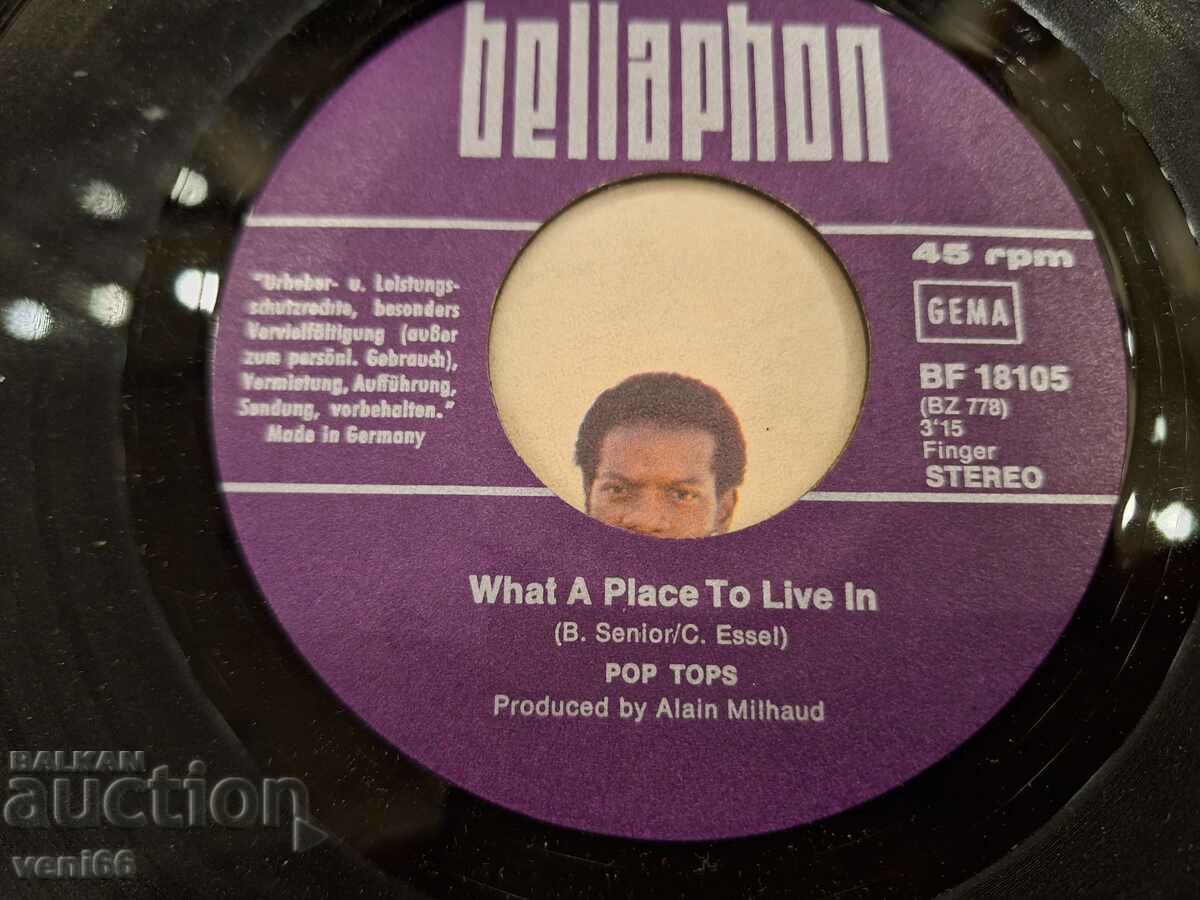 bellaphon
"Urheber- u. Leistungs-
schutzrechte, besonders
Vervielfältigung (außer
zum persönl. Gebrauch),
Vermietung, Aufführung,
Sendung, vorbehalten."
Made in Germany
45 rpm
GEMA
BF 18105
(BZ 778)
3'15
Finger
STEREO
What A Place To Live In
(B. Senior/C. Essel)
POP TOPS
Produced by Alain Milhaud
BALKAN
auction
veni66